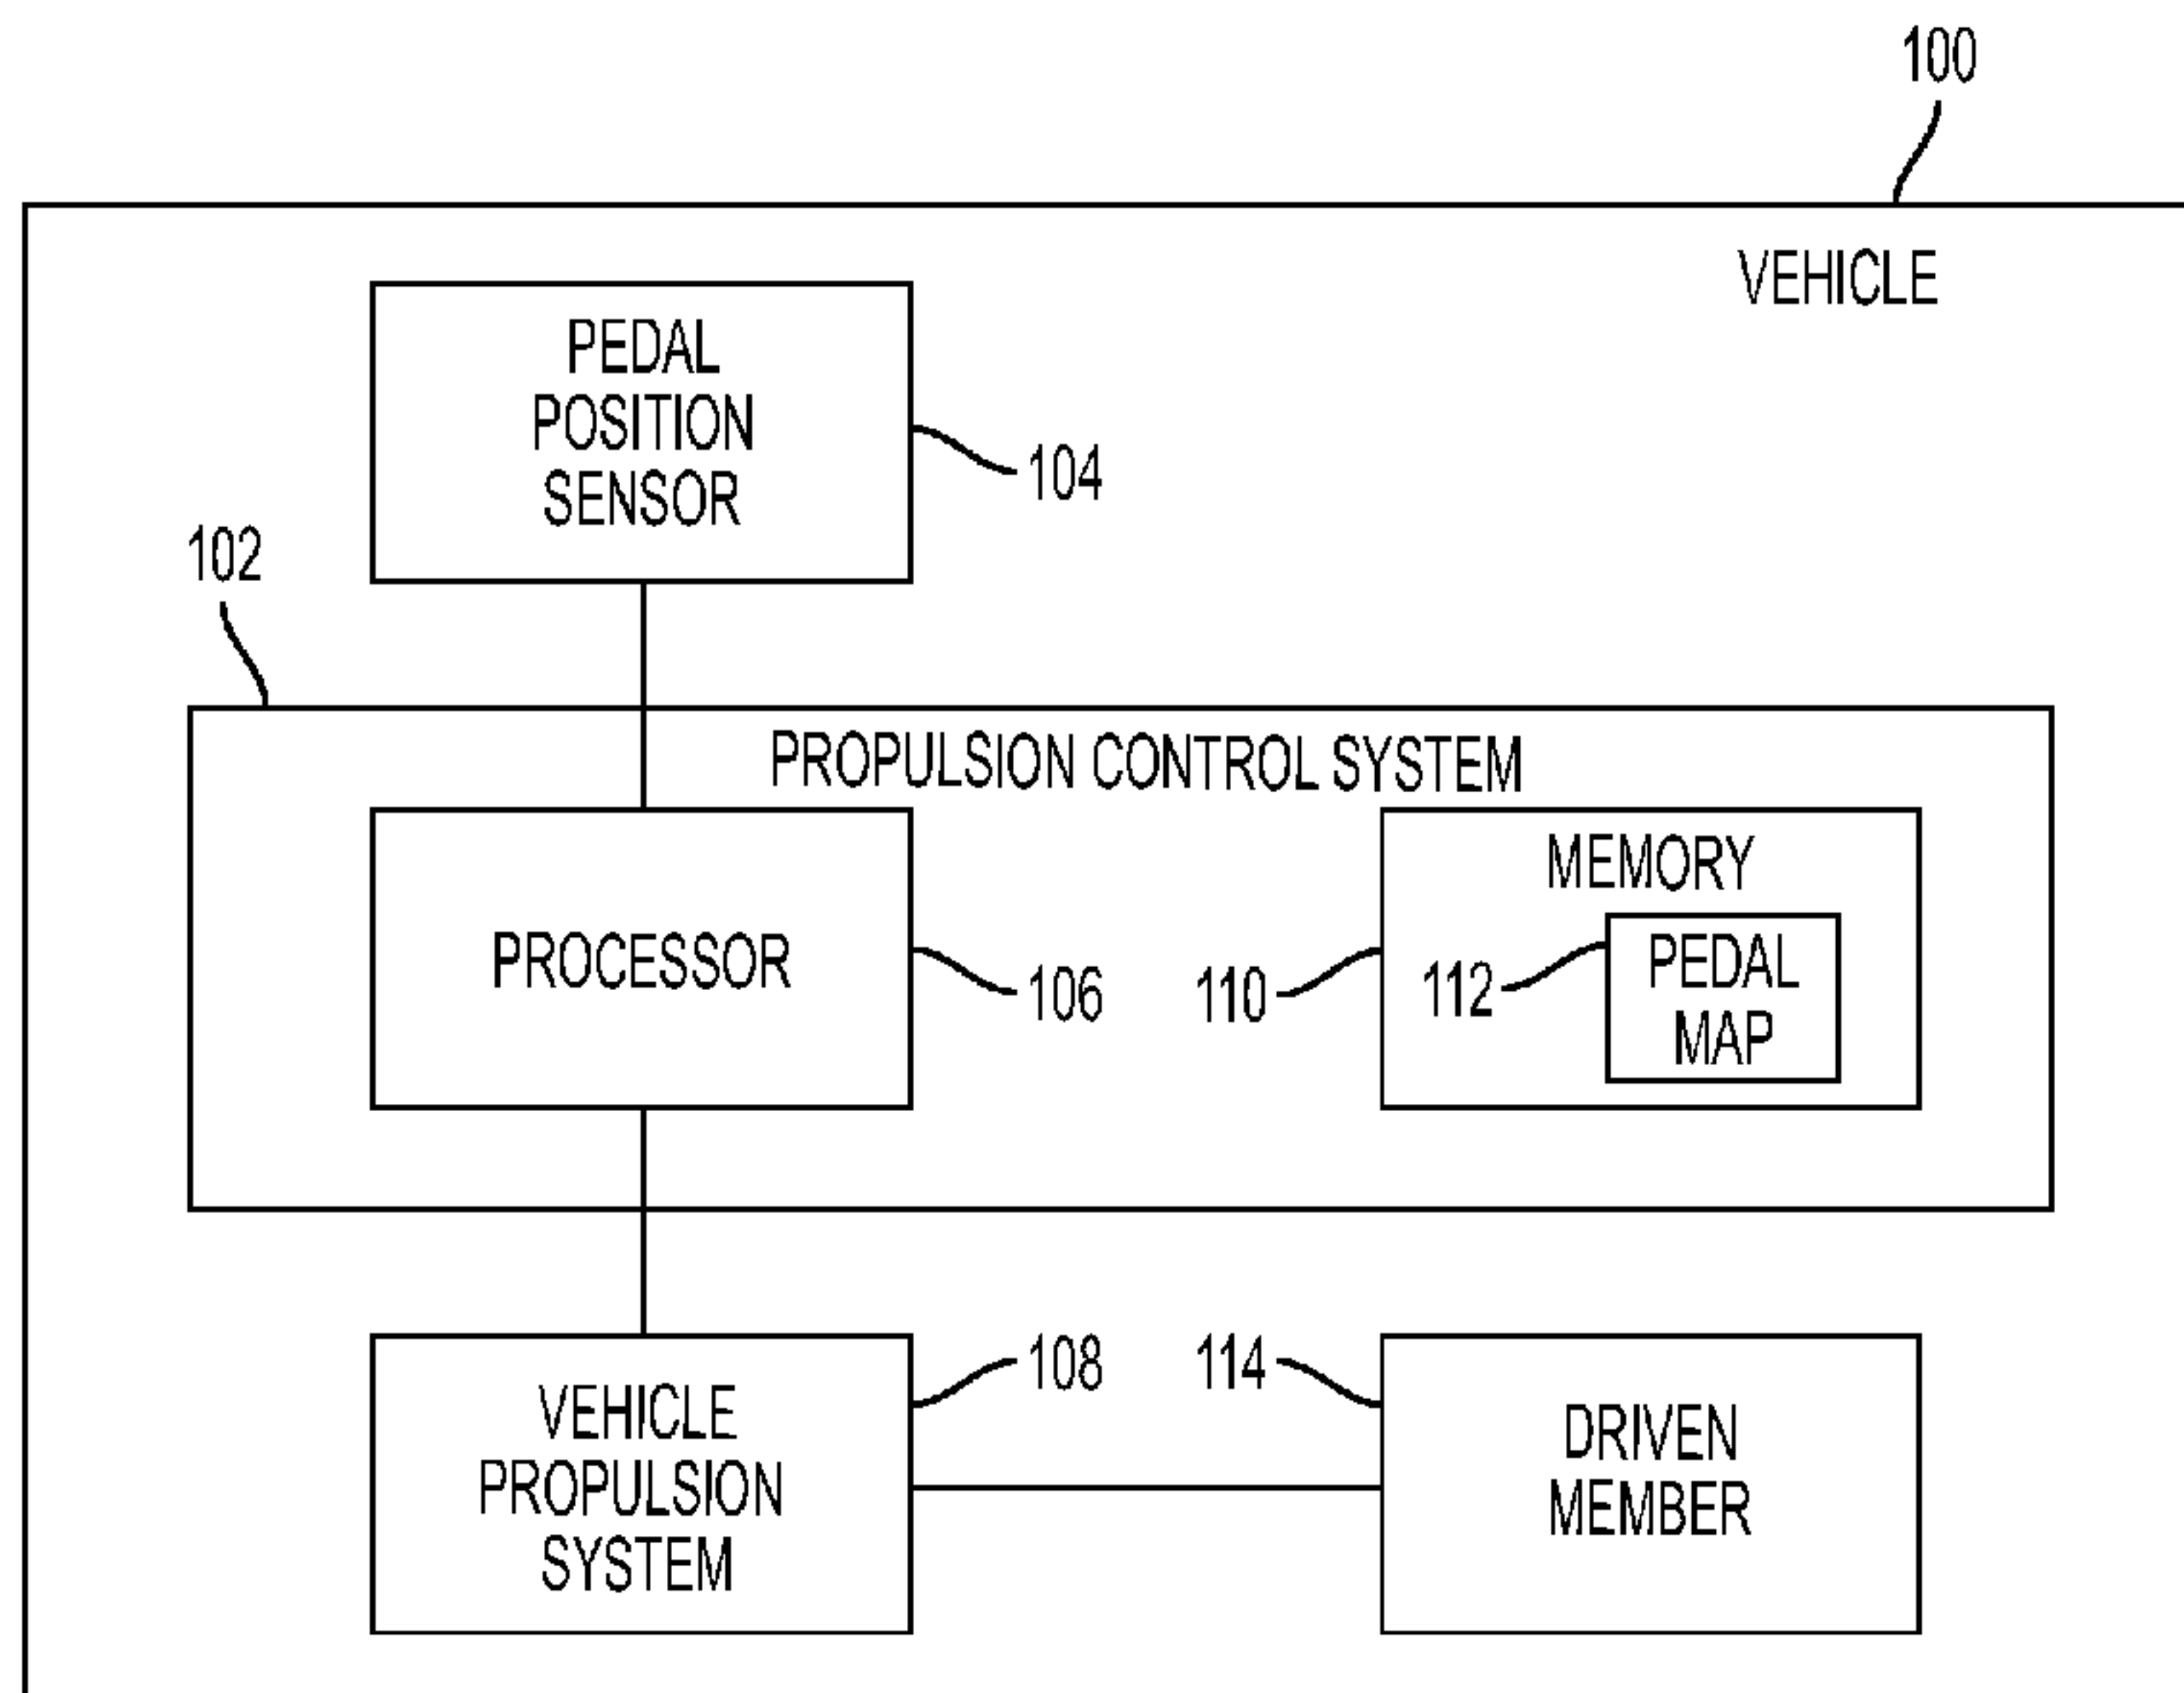 100
VEHICLE
PEDAL
POSITION
SENSOR
104
102
PROPULSION CONTROL SYSTEM
PROCESSOR
106
MEMORY
110
112
PEDAL
MAP
VEHICLE
PROPULSION
SYSTEM
108
114
DRIVEN
MEMBER